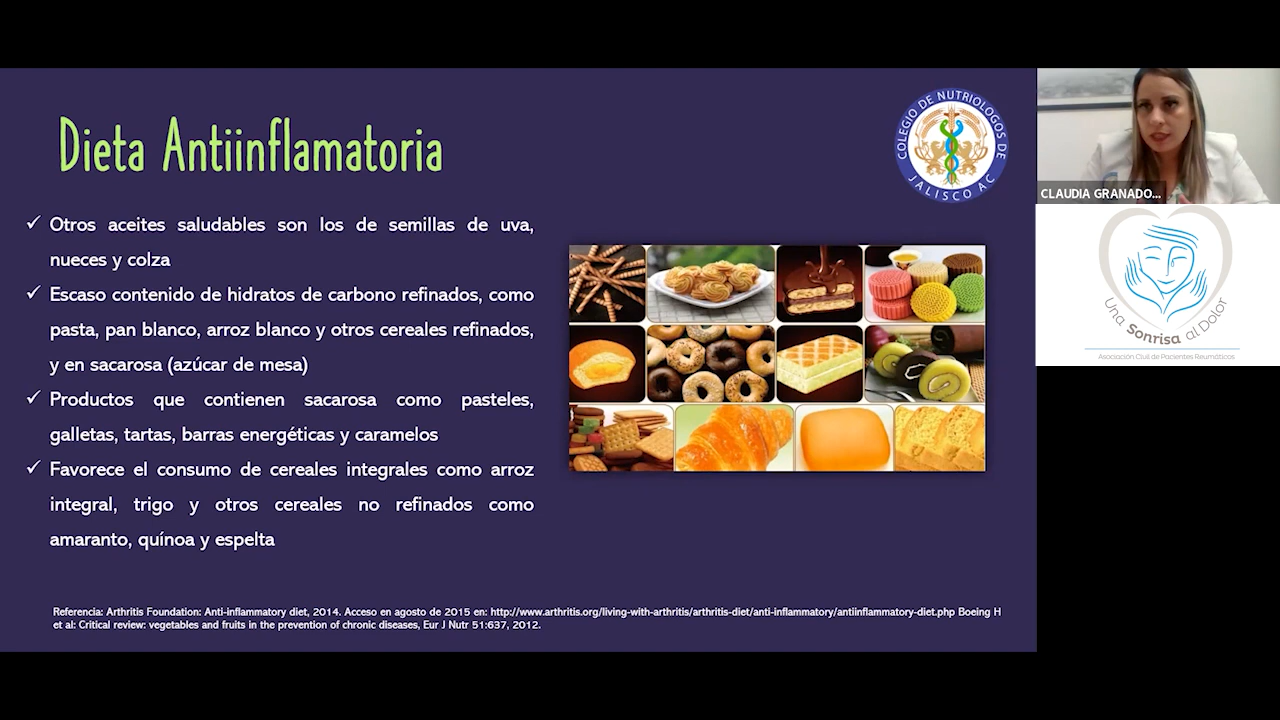 Dieta Antiinflamatoria
COLEGIO DE NUTRIOLOGOS DE
JALISCO AC
✓ Otros aceites saludables son los de semillas de uva,
nueces y colza
✓ Escaso contenido de hidratos de carbono refinados, como
pasta, pan blanco, arroz blanco y otros cereales refinados,
y en sacarosa (azúcar de mesa)
✓ Productos que contienen sacarosa como pasteles,
galletas, tartas, barras energéticas y caramelos
✓ Favorece el consumo de cereales integrales como arroz
integral, trigo y otros cereales no refinados como
amaranto, quínoa y espelta
Referencia: Arthritis Foundation: Anti-inflammatory diet, 2014. Acceso en agosto de 2015 en: http://www.arthritis.org/living-with-arthritis/arthritis-diet/anti-inflammatory/antiinflammatory-diet.php Boeing H
et al: Critical review: vegetables and fruits in the prevention of chronic diseases, Eur J Nutr 51:637, 2012.
CLAUDIA GRANADO...
Una Sonrisa al Dolor
Asociación Civil de Pacientes Reumáticos